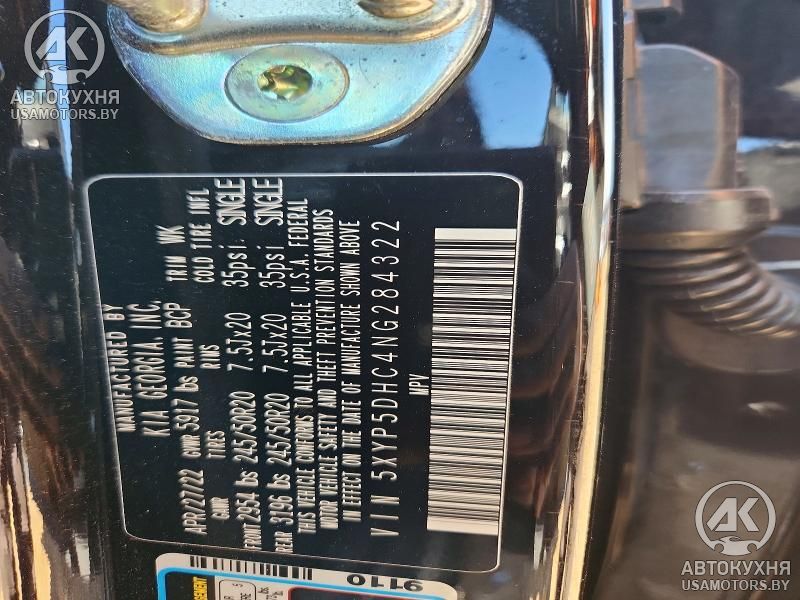 АВТОКУХНЯ
USAMOTORS.BY
MANUFACTURED BY
KIA GEORGIA, INC.
APR/27/22 GVWR 5917 lbs PAINT BCP TRIM WK
GAWR TIRES RIMS COLD TIRE INFL
FRONT 2954 lbs 245/50R20 7.5Jx20 35psi SINGLE
REAR 3196 lbs 245/50R20 7.5Jx20 35psi SINGLE
THIS VEHICLE CONFORMS TO ALL APPLICABLE U.S.A. FEDERAL
MOTOR VEHICLE SAFETY AND THEFT PREVENTION STANDARDS
IN EFFECT ON THE DATE OF MANUFACTURE SHOWN ABOVE
VIN 5XYP5DHC4NG284322
MPV
9110
АВТОКУХНЯ
USAMOTORS.BY